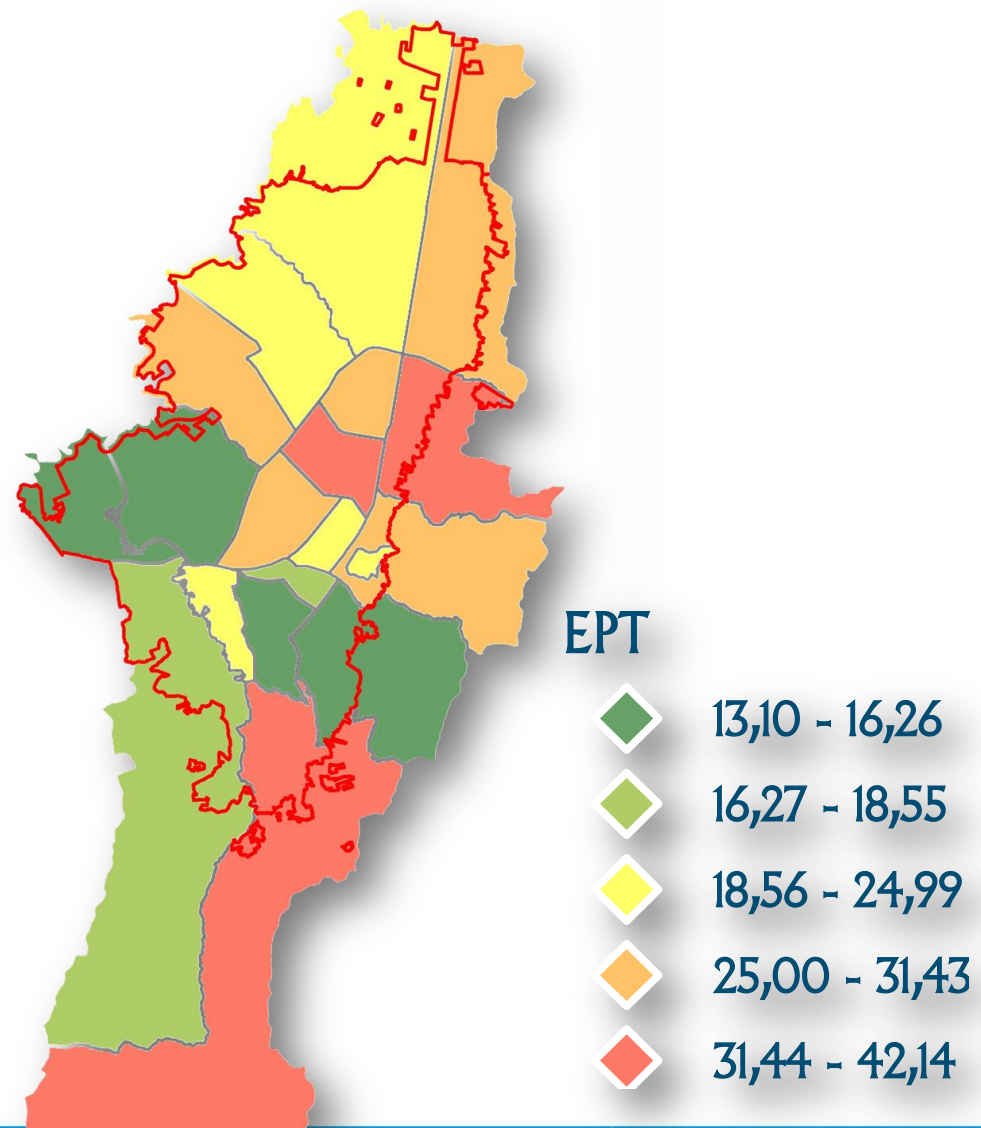 EPT
13,10 - 16,26
16,27 - 18,55
18,56 - 24,99
25,00 - 31,43
31,44 - 42,14